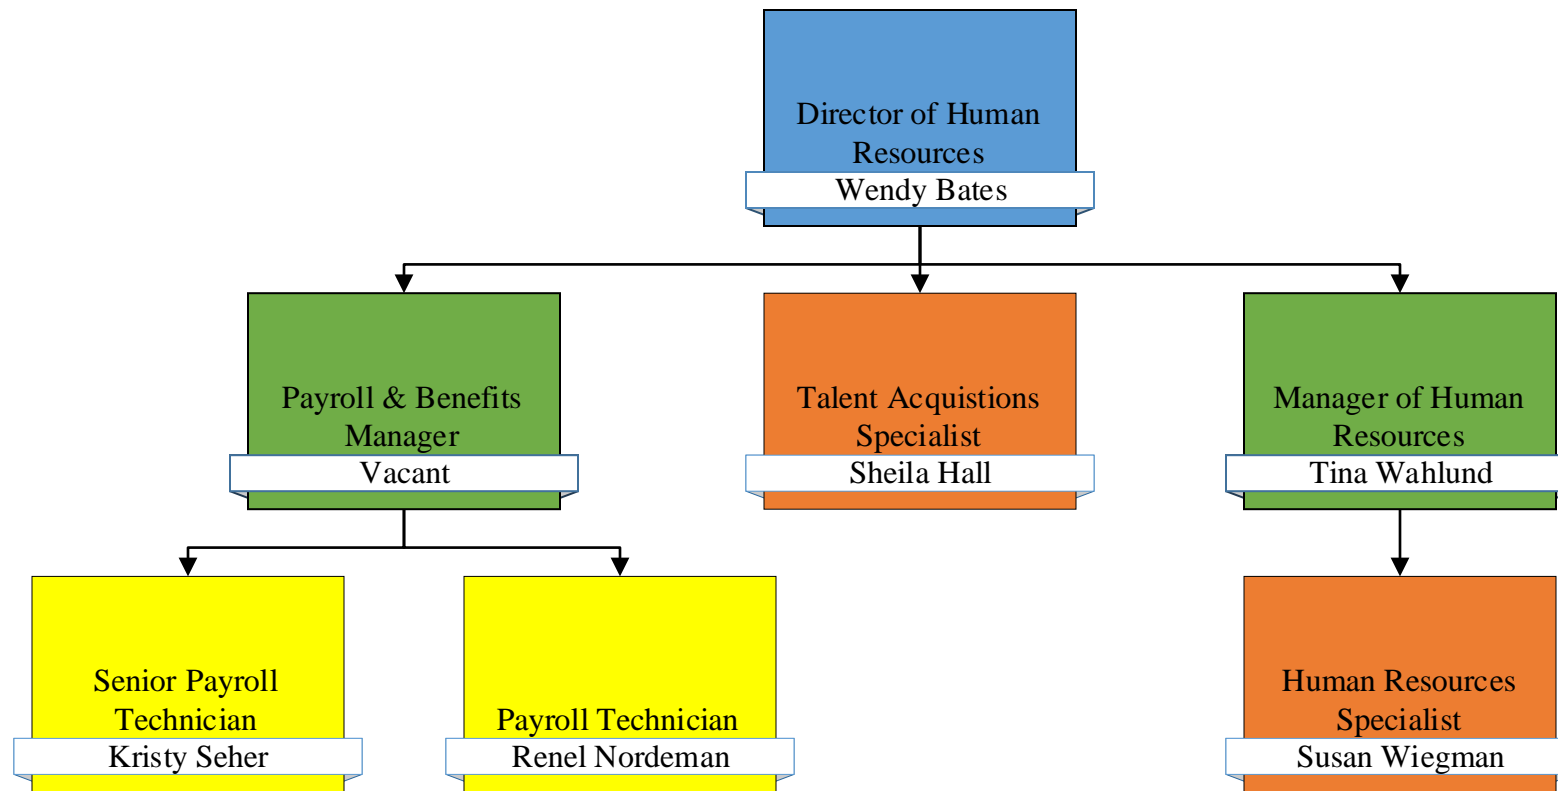 Director of Human
Resources
Wendy Bates
Payroll & Benefits
Manager
Vacant
Talent Acquistions
Specialist
Sheila Hall
Manager of Human
Resources
Tina Wahlund
Senior Payroll
Technician
Kristy Seher
Payroll Technician
Renel Nordeman
Human Resources
Specialist
Susan Wiegman